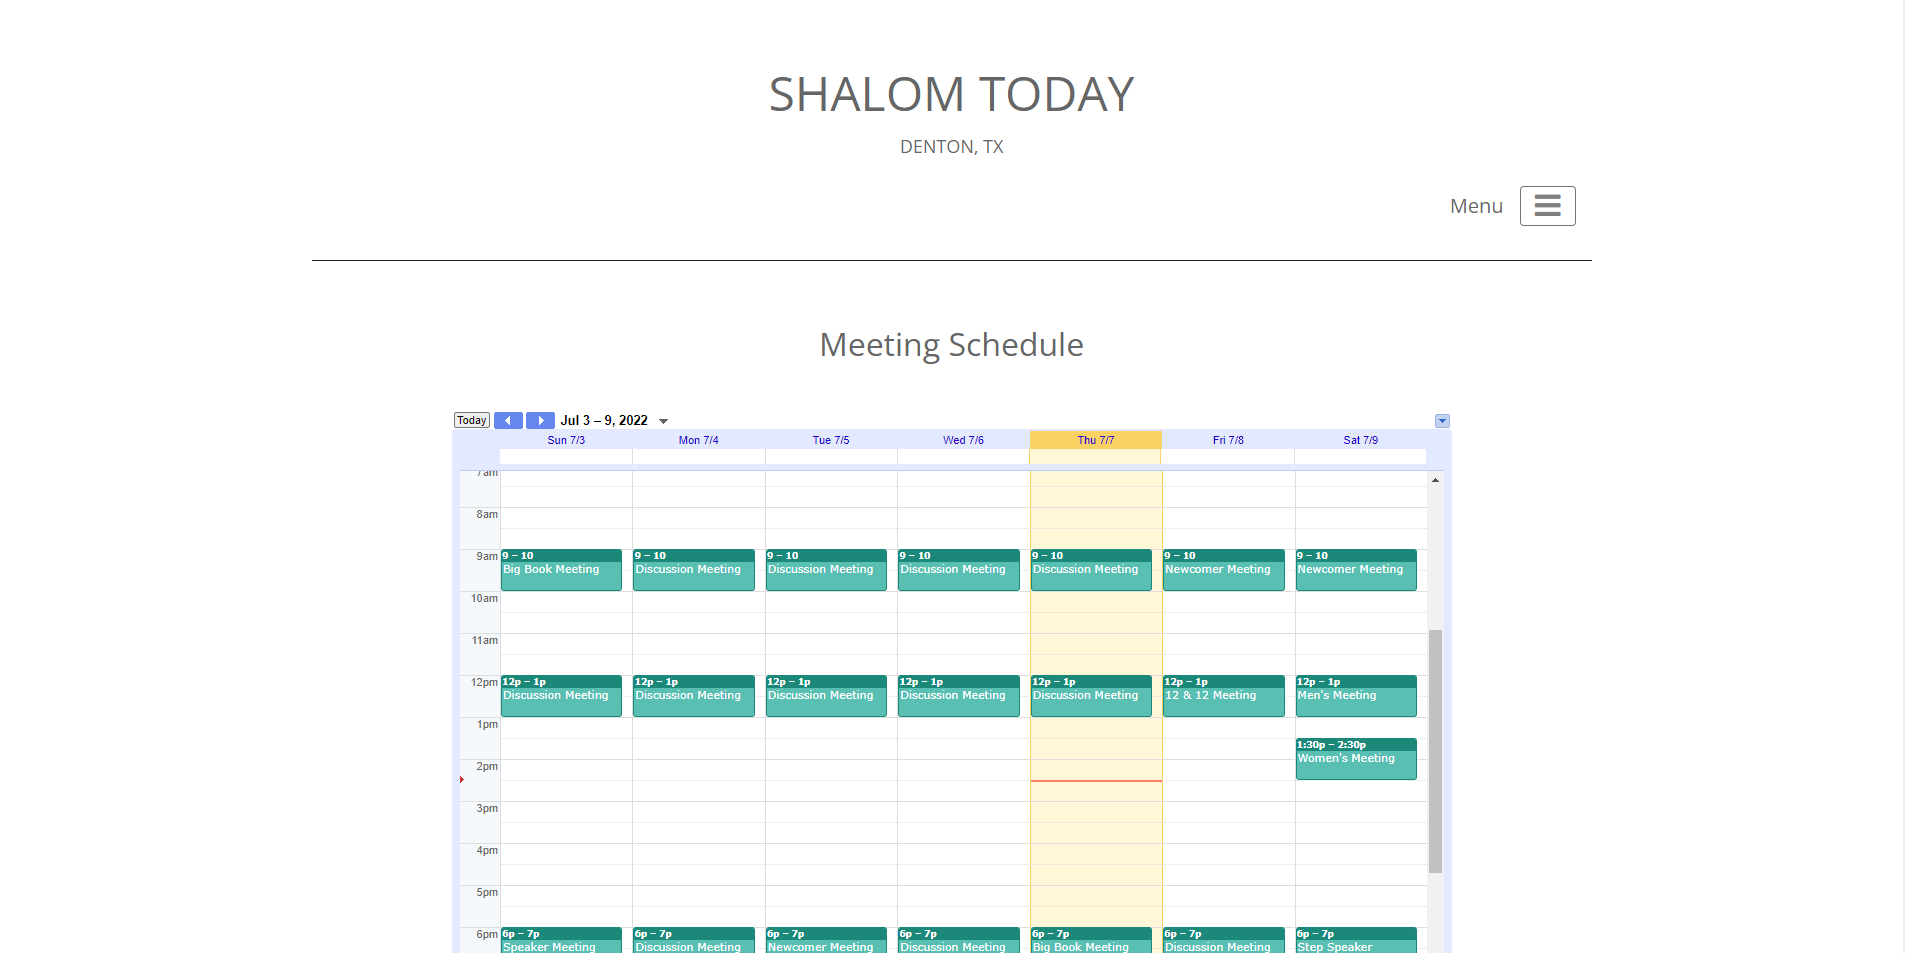 SHALOM TODAY
DENTON, TX
Menu
Meeting Schedule
Today
Jul 3 – 9, 2022
Sun 7/3 Mon 7/4 Tue 7/5 Wed 7/6 Thu 7/7 Fri 7/8 Sat 7/9
7am
8am
9am 9 – 10 9 – 10 9 – 10 9 – 10 9 – 10 9 – 10 9 – 10
Big Book Meeting Discussion Meeting Discussion Meeting Discussion Meeting Discussion Meeting Newcomer Meeting Newcomer Meeting
10am
11am
12pm 12p – 1p 12p – 1p 12p – 1p 12p – 1p 12p – 1p 12p – 1p 12p – 1p
Discussion Meeting Discussion Meeting Discussion Meeting Discussion Meeting Discussion Meeting 12 & 12 Meeting Men's Meeting
1pm
1:30p – 2:30p
Women's Meeting
2pm
3pm
4pm
5pm
6pm 6p – 7p 6p – 7p 6p – 7p 6p – 7p 6p – 7p 6p – 7p 6p – 7p
Speaker Meeting Discussion Meeting Newcomer Meeting Discussion Meeting Big Book Meeting Discussion Meeting Step Speaker